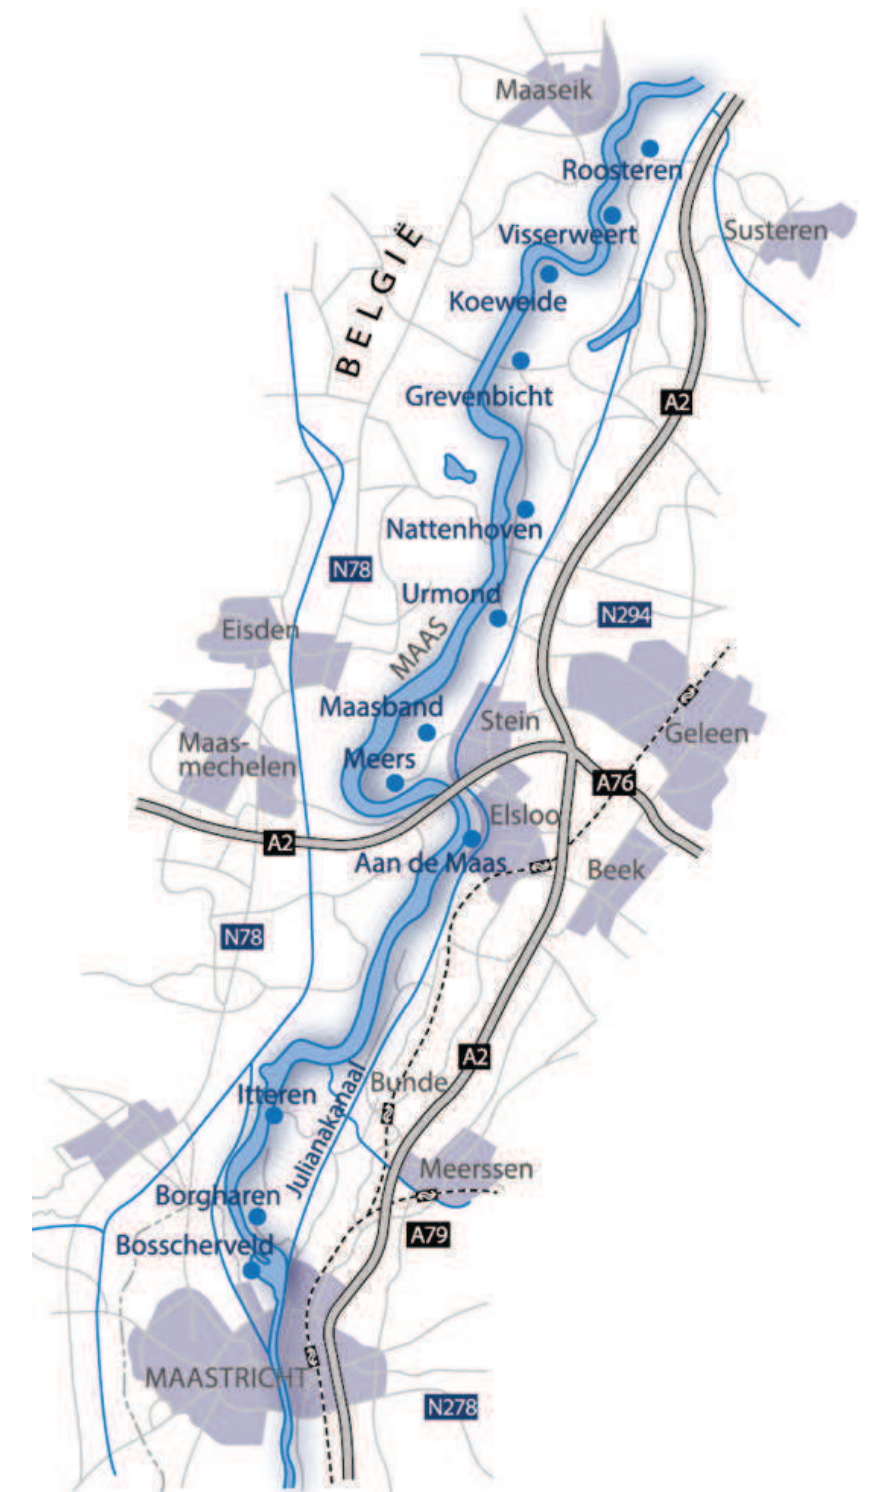 Maaseik
Roosteren
Susteren
Visserweert
BELGIË
Koeweide
Grevenbicht
A2
Nattenhoven
N78
Urmond
N294
Eisden
MAAS
Maasband
Stein
Geleen
Maas-
mechelen
Meers
A76
Elsloo
A2
Aan de Maas
Beek
N78
A2
Bunde
Itteren
Julianakanaal
Meerssen
Borgharen
A79
Bosscherveld
MAASTRICHT
N278